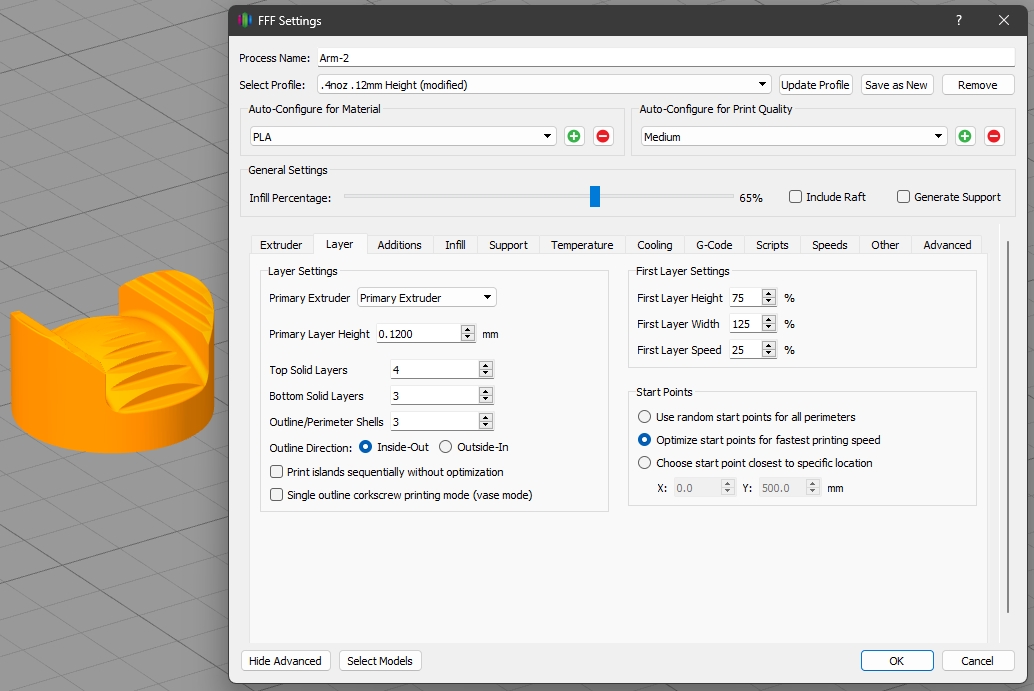 FFF Settings
?
Process Name: Arm-2
Select Profile: .4noz .12mm Height (modified) Update Profile Save as New Remove
Auto-Configure for Material
PLA
Auto-Configure for Print Quality
Medium
General Settings
Infill Percentage: 65% Include Raft Generate Support
Extruder Layer Additions Infill Support Temperature Cooling G-Code Scripts Speeds Other Advanced
Layer Settings
Primary Extruder Primary Extruder
Primary Layer Height 0.1200 mm
Top Solid Layers 4
Bottom Solid Layers 3
Outline/Perimeter Shells 3
Outline Direction: Inside-Out Outside-In
Print islands sequentially without optimization
Single outline corkscrew printing mode (vase mode)
First Layer Settings
First Layer Height 75 %
First Layer Width 125 %
First Layer Speed 25 %
Start Points
Use random start points for all perimeters
Optimize start points for fastest printing speed
Choose start point closest to specific location
X: 0.0 Y: 500.0 mm
Hide Advanced Select Models OK Cancel